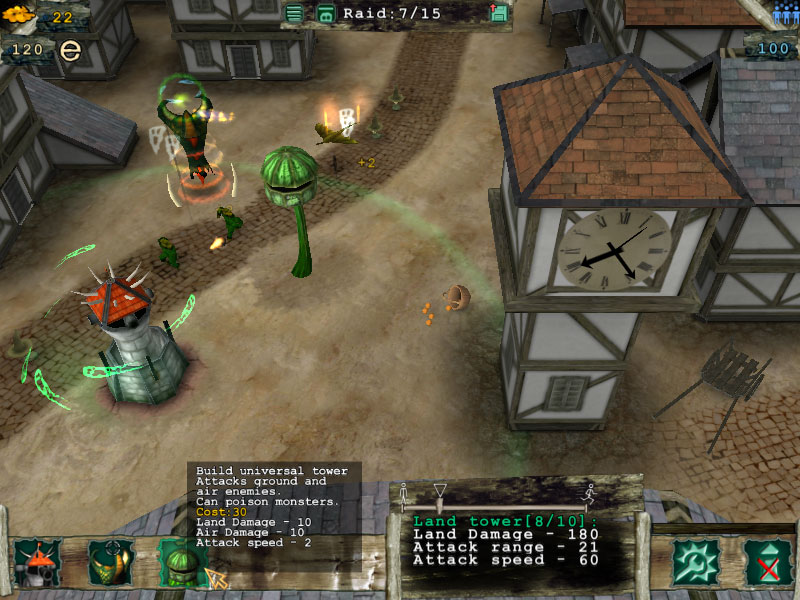 22
Raid:7/15
120 e
100
+2
Build universal tower
Attacks ground and
air enemies.
Can poison monsters.
Cost:30
Land Damage - 10
Air Damage - 10
Attack speed - 2
Land tower[8/10]:
Land Damage - 180
Attack range - 21
Attack speed - 60